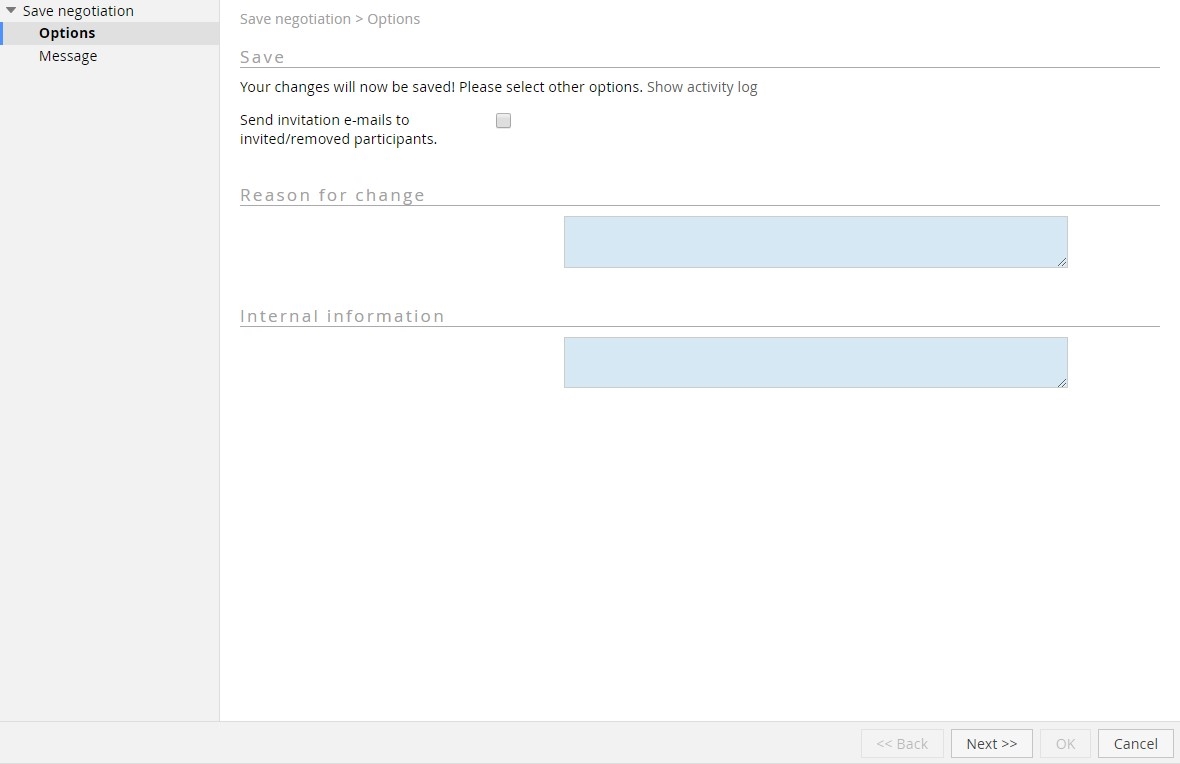 Save negotiation
Options
Message
Save negotiation > Options
Save
Your changes will now be saved! Please select other options. Show activity log
Send invitation e-mails to
invited/removed participants.
Reason for change
Internal information
<< Back
Next >>
OK
Cancel